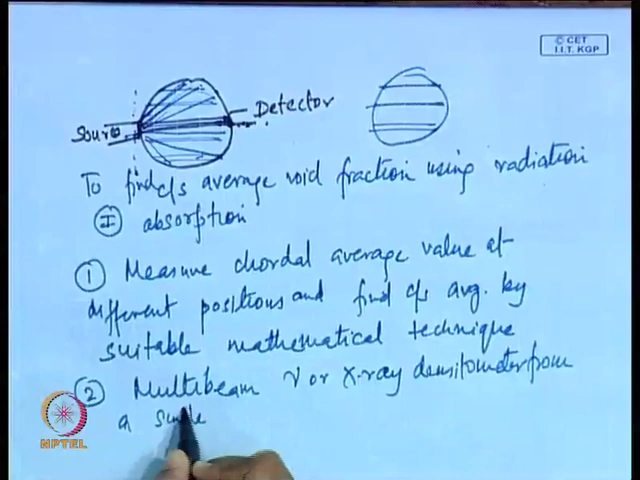 © CET
I.I.T. KGP
Source
Detector
To find c/s average void fraction using radiation
I absorption
1 Measure chordal average value at
different positions and find c/s avg. by
suitable mathematical technique
2 Multibeam γ or X-ray densitometer from
a single
NPTEL